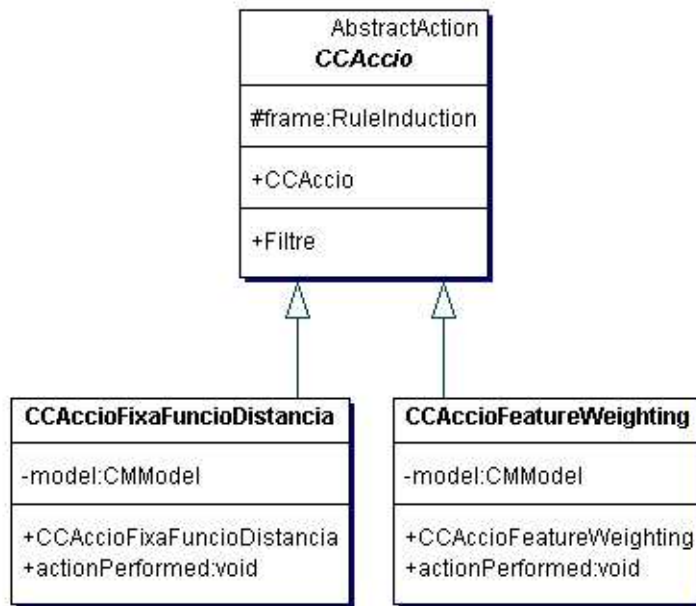 AbstractAction
CCAccio
#frame:RuleInduction
+CCAccio
+Filtre
CCAccioFixaFuncioDistancia
-model:CMModel
+CCAccioFixaFuncioDistancia
+actionPerformed:void
CCAccioFeatureWeighting
-model:CMModel
+CCAccioFeatureWeighting
+actionPerformed:void